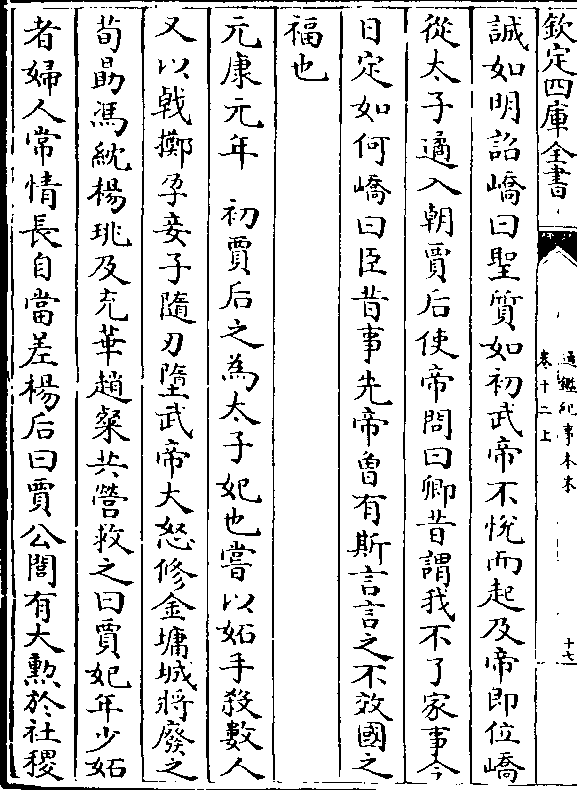 欽定四庫全書
通鑑紀事本末
卷十二上
十七
誠如明詔嶠曰聖質如初武帝不悅而起及帝即位嶠
從太子遹入朝賈后使帝問曰卿昔謂我不了家事今
日定如何嶠曰臣昔事先帝曾有斯言言之不效國之
福也
元康元年　初賈后之為太子妃也嘗以妬手殺數人
又以戟擲孕妾子隨刃墮武帝大怒修金墉城將廢之
荀勗馮紞楊珧及充華趙粲共營救之曰賈妃年少妬
者婦人常情長自當差楊后曰賈公閭有大勲於社稷